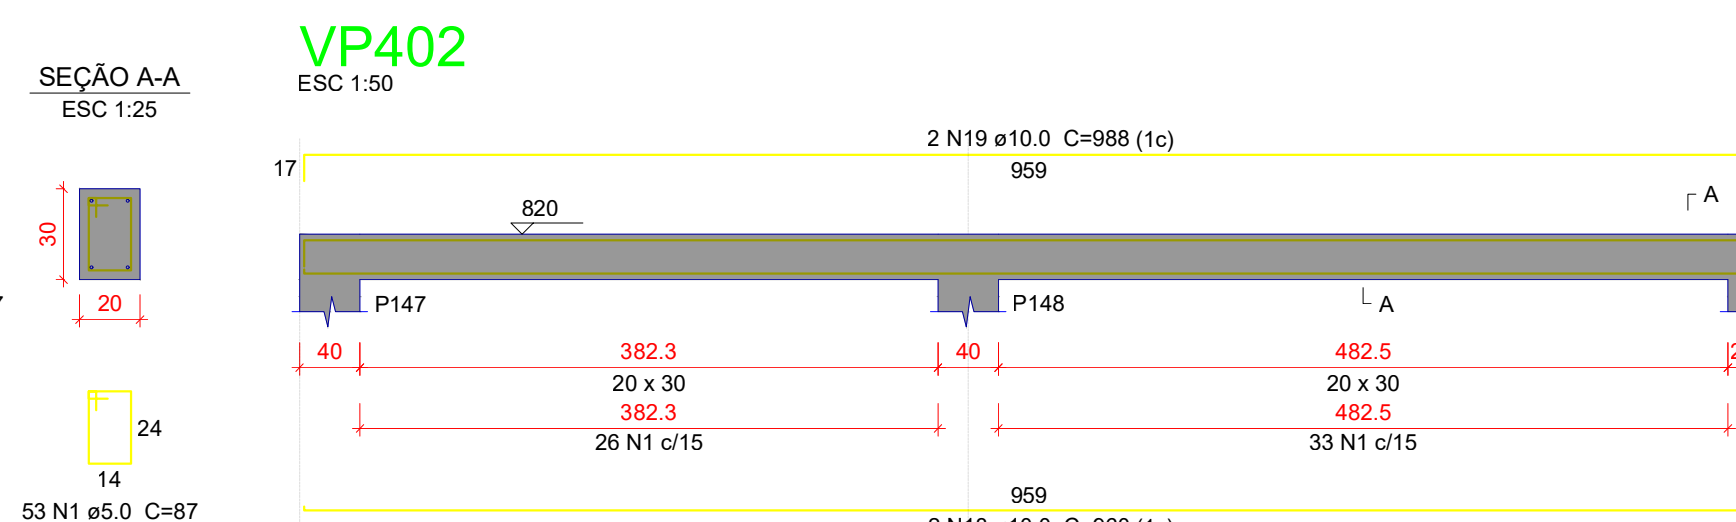 VP402
ESC 1:50
SEÇÃO A-A
ESC 1:25
2 N19 ø10.0 C=988 (1c)
17
959
A
820
30
20
P147
P148
A
40
382.3
40
482.5
20 x 30
20 x 30
382.3
482.5
26 N1 c/15
33 N1 c/15
24
14
53 N1 ø5.0 C=87
959